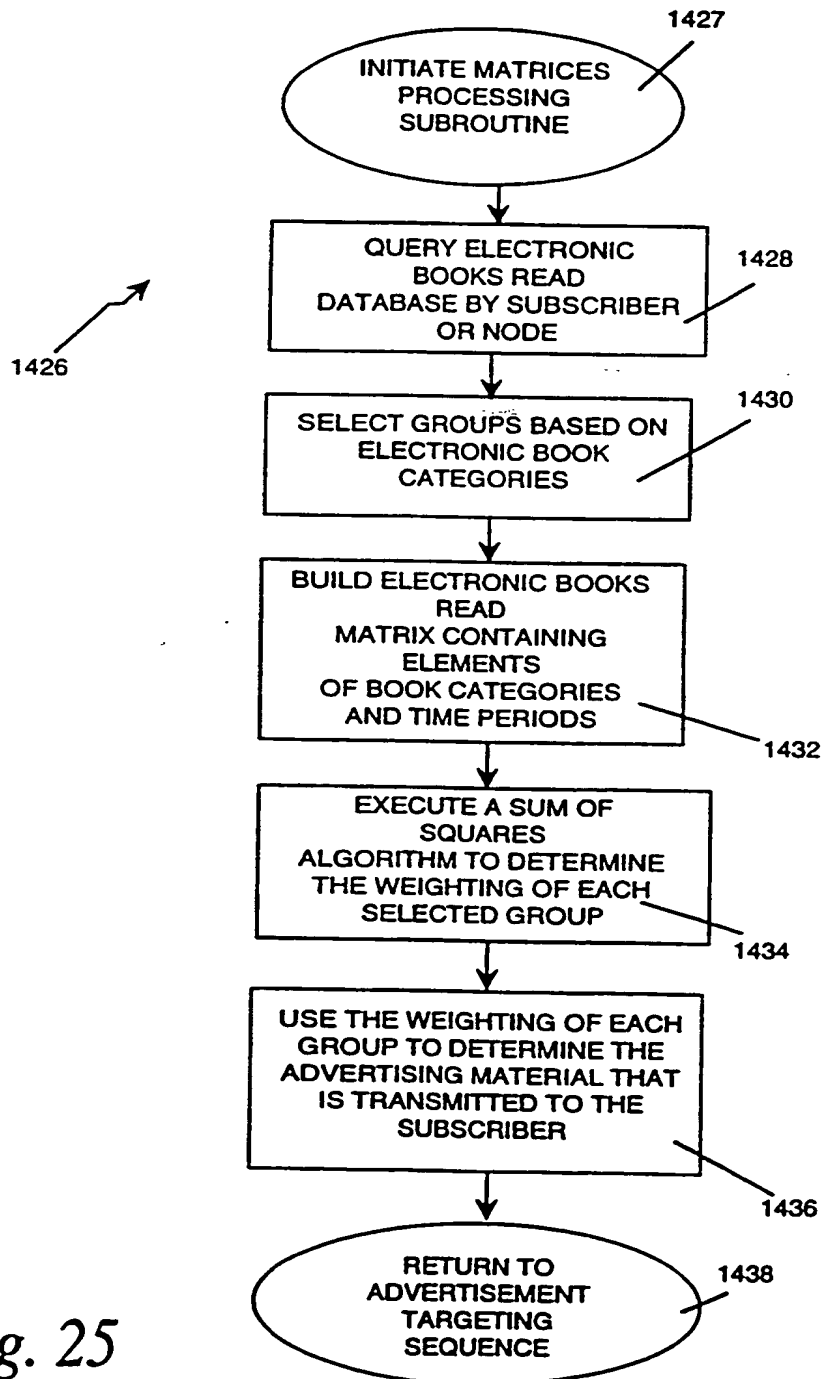 1427
INITIATE MATRICES
PROCESSING
SUBROUTINE
QUERY ELECTRONIC
BOOKS READ
DATABASE BY SUBSCRIBER
OR NODE
1428
1426
1430
SELECT GROUPS BASED ON
ELECTRONIC BOOK
CATEGORIES
BUILD ELECTRONIC BOOKS
READ
MATRIX CONTAINING
ELEMENTS
OF BOOK CATEGORIES
AND TIME PERIODS
1432
EXECUTE A SUM OF
SQUARES
ALGORITHM TO DETERMINE
THE WEIGHTING OF EACH
SELECTED GROUP
1434
USE THE WEIGHTING OF EACH
GROUP TO DETERMINE THE
ADVERTISING MATERIAL THAT
IS TRANSMITTED TO THE
SUBSCRIBER
1436
RETURN TO
ADVERTISEMENT
TARGETING
SEQUENCE
1438
g. 25